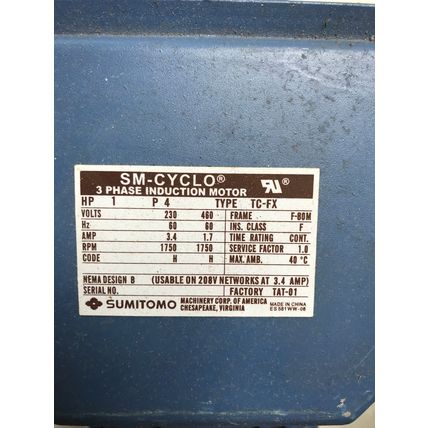 SM-CYCLO®
3 PHASE INDUCTION MOTOR
HP 1 P 4 TYPE TC-FX
VOLTS 230 460 FRAME F-80M
Hz 60 60 INS. CLASS F
AMP 3.4 1.7 TIME RATING CONT.
RPM 1750 1750 SERVICE FACTOR 1.0
CODE H H MAX. AMB. 40 °C
NEMA DESIGN B (USABLE ON 208V NETWORKS AT 3.4 AMP)
SERIAL NO. FACTORY TAT-01
SUMITOMO MACHINERY CORP. OF AMERICA
CHESAPEAKE, VIRGINIA
MADE IN CHINA
ES581WW-06